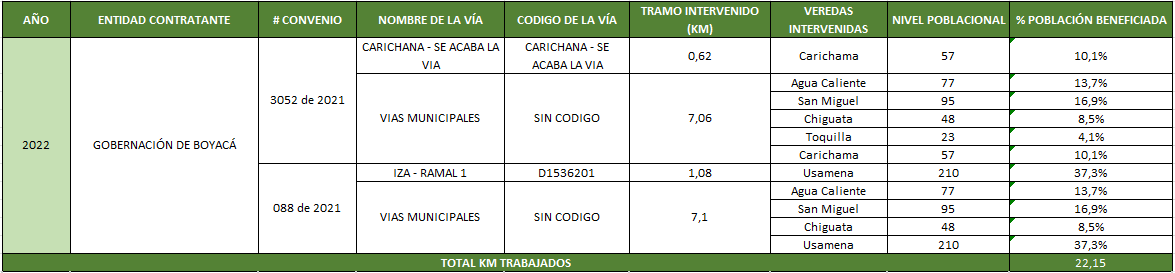 AÑO ENTIDAD CONTRATANTE # CONVENIO NOMBRE DE LA VÍA CODIGO DE LA VÍA TRAMO INTERVENIDO (KM) VEREDAS INTERVENIDAS NIVEL POBLACIONAL % POBLACIÓN BENEFICIADA
2022 GOBERNACIÓN DE BOYACÁ 3052 de 2021 CARICHANA - SE ACABA LA VIA CARICHANA - SE ACABA LA VIA 0,62 Carichama 57 10,1%
VIAS MUNICIPALES SIN CODIGO 7,06 Agua Caliente 77 13,7%
San Miguel 95 16,9%
Chiguata 48 8,5%
Toquilla 23 4,1%
Carichama 57 10,1%
088 de 2021 IZA - RAMAL 1 D1536201 1,08 Usamena 210 37,3%
VIAS MUNICIPALES SIN CODIGO 7,1 Agua Caliente 77 13,7%
San Miguel 95 16,9%
Chiguata 48 8,5%
Usamena 210 37,3%
TOTAL KM TRABAJADOS 22,15